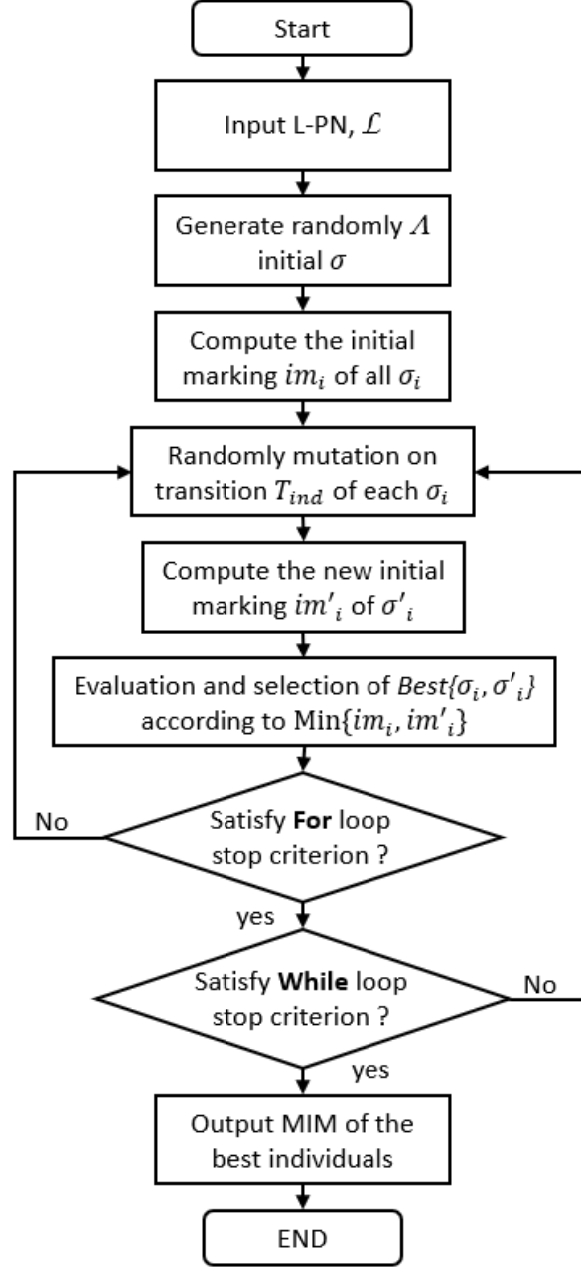 Start
Input L-PN, ℒ
Generate randomly Λ
initial σ
Compute the initial
marking imᵢ of all σᵢ
Randomly mutation on
transition T_ind of each σᵢ
Compute the new initial
marking im'ᵢ of σ'ᵢ
Evaluation and selection of Best{σᵢ, σ'ᵢ}
according to Min{imᵢ, im'ᵢ}
No
Satisfy For loop
stop criterion ?
yes
Satisfy While loop
stop criterion ?
No
yes
Output MIM of the
best individuals
END